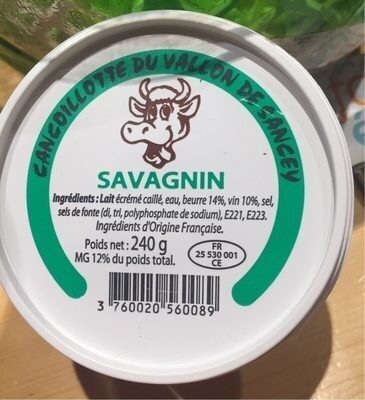 CANCOILLOTTE DU VALLON DE SANCEY
SAVAGNIN
Ingrédients : Lait écrémé caillé, eau, beurre 14%, vin 10%, sel,
sels de fonte (di, tri, polyphosphate de sodium), E221, E223.
Ingrédients d'Origine Française.
Poids net : 240 g
MG 12% du poids total.
FR
25 530 001
CE
3 760020 560089